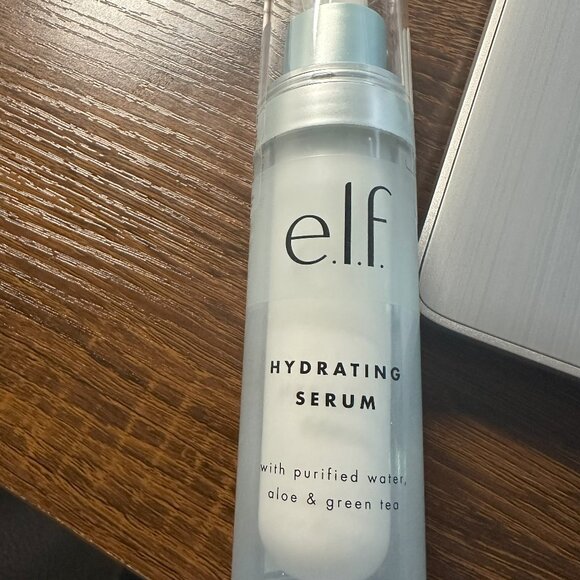 e.l.f.
HYDRATING
SERUM
with purified water,
aloe & green tea